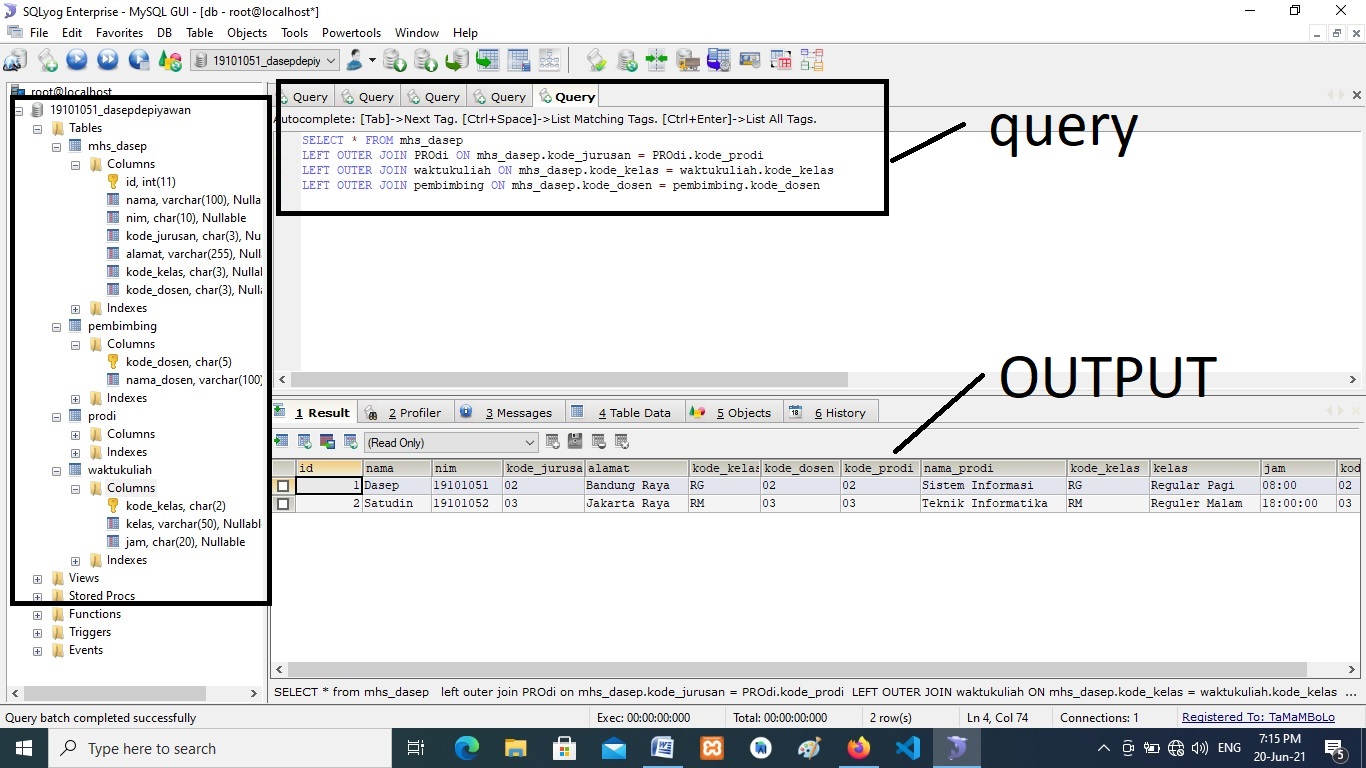 SQLyog Enterprise - MySQL GUI - [db - root@localhost*]
File Edit Favorites DB Table Objects Tools Powertools Window Help
19101051_dasepdepiy
root@localhost
19101051_dasepdepiyawan
Tables
mhs_dasep
Columns
id, int(11)
nama, varchar(100), Nulla
nim, char(10), Nullable
kode_jurusan, char(3), Nu
alamat, varchar(255), Null
kode_kelas, char(3), Nullal
kode_dosen, char(3), Null
Indexes
pembimbing
Columns
kode_dosen, char(5)
nama_dosen, varchar(100)
Indexes
prodi
Columns
Indexes
waktukuliah
Columns
kode_kelas, char(2)
kelas, varchar(50), Nullabl
jam, char(20), Nullable
Indexes
Views
Stored Procs
Functions
Triggers
Events
Query Query Query Query Query
Autocomplete: [Tab]->Next Tag. [Ctrl+Space]->List Matching Tags. [Ctrl+Enter]->List All Tags.
SELECT * FROM mhs_dasep
LEFT OUTER JOIN PROdi ON mhs_dasep.kode_jurusan = PROdi.kode_prodi
LEFT OUTER JOIN waktukuliah ON mhs_dasep.kode_kelas = waktukuliah.kode_kelas
LEFT OUTER JOIN pembimbing ON mhs_dasep.kode_dosen = pembimbing.kode_dosen
query
OUTPUT
1 Result 2 Profiler 3 Messages 4 Table Data 5 Objects 6 History
(Read Only)
id nama nim kode_jurusa alamat kode_kelas kode_dosen kode_prodi nama_prodi kode_kelas kelas jam kod
1 Dasep 19101051 02 Bandung Raya RG 02 02 Sistem Informasi RG Regular Pagi 08:00 02
2 Satudin 19101052 03 Jakarta Raya RM 03 03 Teknik Informatika RM Reguler Malam 18:00:00 03
SELECT * from mhs_dasep left outer join PROdi on mhs_dasep.kode_jurusan = PROdi.kode_prodi LEFT OUTER JOIN waktukuliah ON mhs_dasep.kode_kelas = waktukuliah.kode_kelas ...
Query batch completed successfully Exec: 00:00:00:000 Total: 00:00:00:000 2 row(s) Ln 4, Col 74 Connections: 1 Registered To: TaMaMBoLo
Type here to search
ENG
7:15 PM
20-Jun-21
5